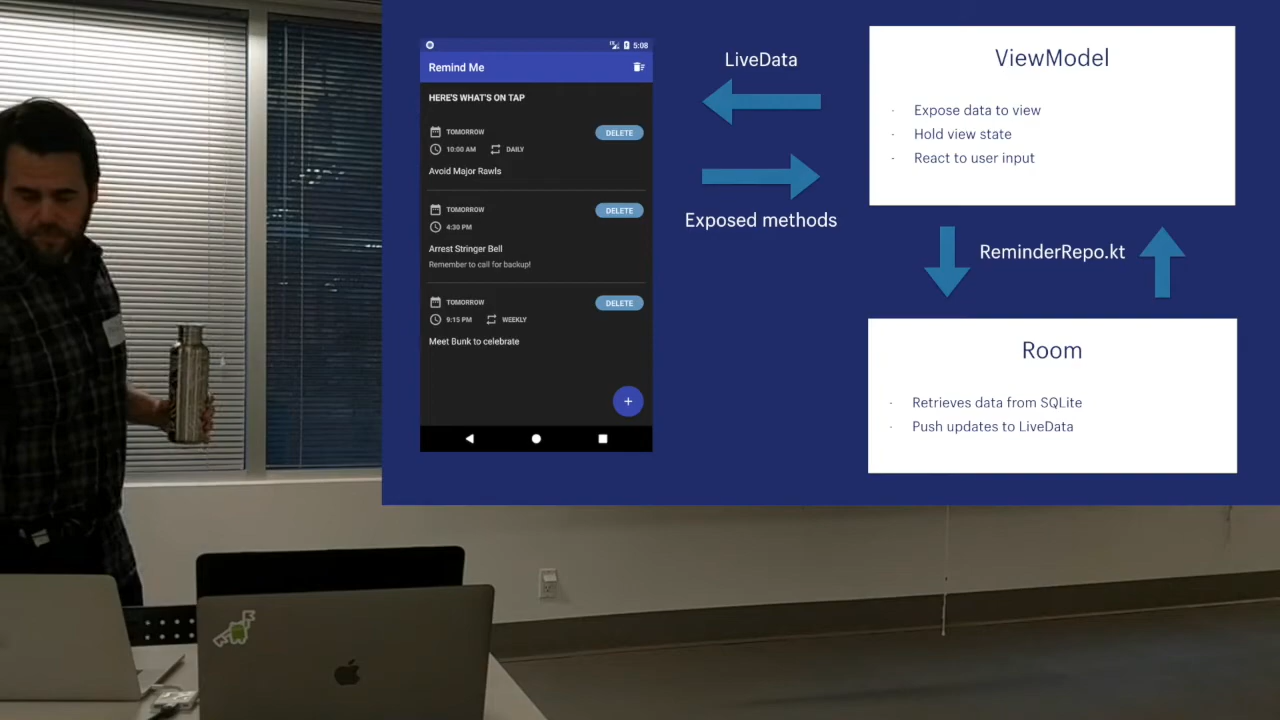 5:08
Remind Me
HERE'S WHAT'S ON TAP
TOMORROW
DELETE
10:00 AM
DAILY
Avoid Major Rawls
TOMORROW
DELETE
4:30 PM
Arrest Stringer Bell
Remember to call for backup!
TOMORROW
DELETE
9:15 PM
WEEKLY
Meet Bunk to celebrate
+
LiveData
Exposed methods
ViewModel
· Expose data to view
· Hold view state
· React to user input
ReminderRepo.kt
Room
· Retrieves data from SQLite
· Push updates to LiveData